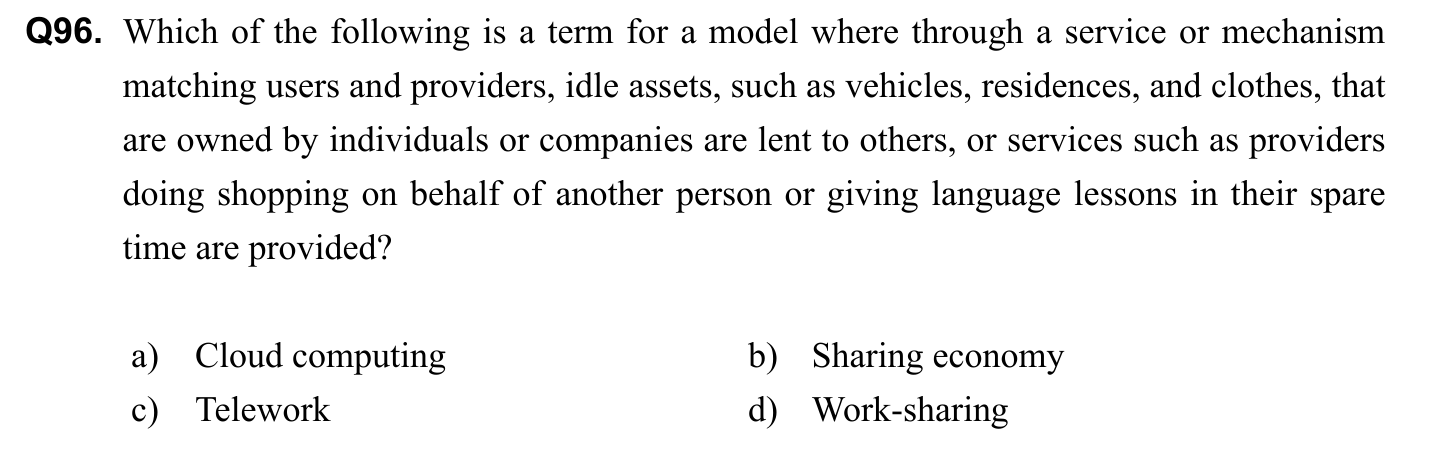 Q96. Which of the following is a term for a model where through a service or mechanism
matching users and providers, idle assets, such as vehicles, residences, and clothes, that
are owned by individuals or companies are lent to others, or services such as providers
doing shopping on behalf of another person or giving language lessons in their spare
time are provided?
a) Cloud computing b) Sharing economy
c) Telework d) Work-sharing